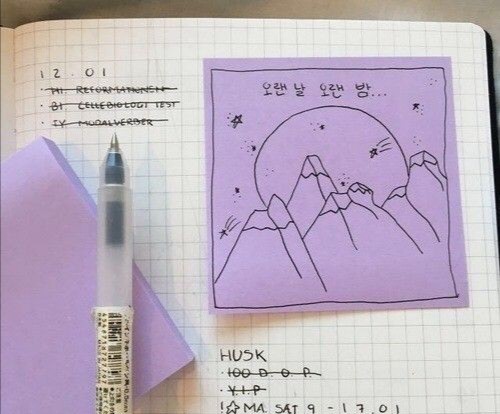 12.01
· HI REFORMATIONEN
· BI CELLEBIOLOGI TEST
· TY MODALVERBER
오랜 날 오랜 밤...
HUSK
· 100 D.O.P.
· V.I.P
!☆ MA SAT 9 - 17.01